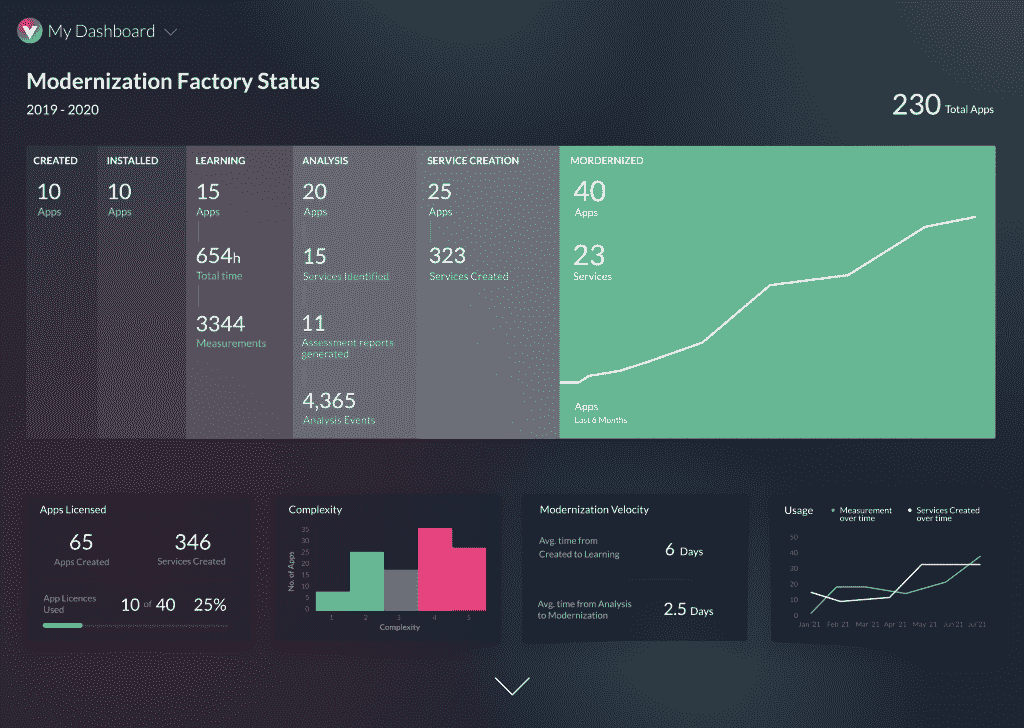 My Dashboard
Modernization Factory Status
2019 - 2020
230 Total Apps
CREATED
10
Apps
INSTALLED
10
Apps
LEARNING
15
Apps
654h
Total time
3344
Measurements
ANALYSIS
20
Apps
15
Services Identified
11
Assessment reports
generated
4,365
Analysis Events
SERVICE CREATION
25
Apps
323
Services Created
MORDERNIZED
40
Apps
23
Services
Apps
Last 6 Months
Apps Licensed
65
Apps Created
346
Services Created
App Licences
Used
10 of 40 25%
Complexity
No. of Apps
35
30
25
20
15
10
5
0
1 2 3 4 5
Complexity
Modernization Velocity
Avg. time from
Created to Learning
6 Days
Avg. time from Analysis
to Modernization
2.5 Days
Usage
Measurement
over time
Services Created
over time
50
40
30
20
10
0
Jan '21 Feb '21 Mar '21 Apr '21 May '21 Jun'21 Jul'21